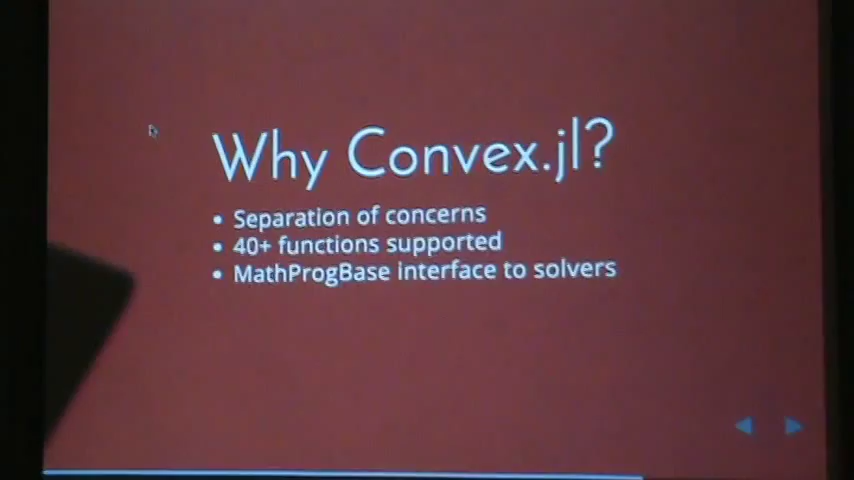 Why Convex.jl?
• Separation of concerns
• 40+ functions supported
• MathProgBase interface to solvers